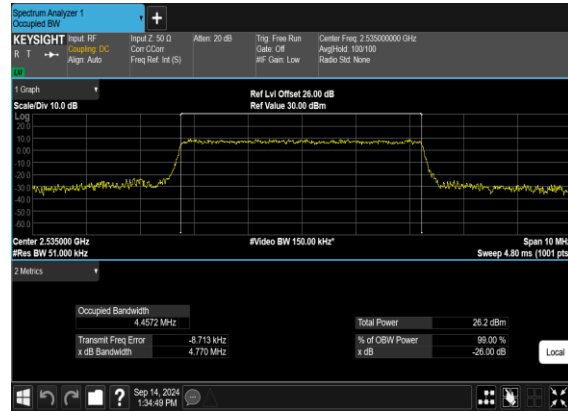 Spectrum Analyzer 1
Occupied BW
+
KEYSIGHT Input: RF Input Z: 50 Ω Atten: 20 dB Trig: Free Run Center Freq: 2.535000000 GHz
R T Coupling: DC Corr CCorr Gate: Off Avg|Hold: 100/100
Align: Auto Freq Ref: Int (S) #IF Gain: Low Radio Std: None
LXI
1 Graph
Ref Lvl Offset 26.00 dB
Scale/Div 10.0 dB Ref Value 30.00 dBm
Log
20.0
10.0
0.00
-10.0
-20.0
-30.0
-40.0
-50.0
-60.0
Center 2.535000 GHz #Video BW 150.00 kHz* Span 10 MHz
#Res BW 51.000 kHz Sweep 4.80 ms (1001 pts)
2 Metrics
Occupied Bandwidth
4.4572 MHz Total Power 26.2 dBm
Transmit Freq Error -8.713 kHz % of OBW Power 99.00 %
x dB Bandwidth 4.770 MHz x dB -26.00 dB
Local
?
Sep 14, 2024
1:34:49 PM